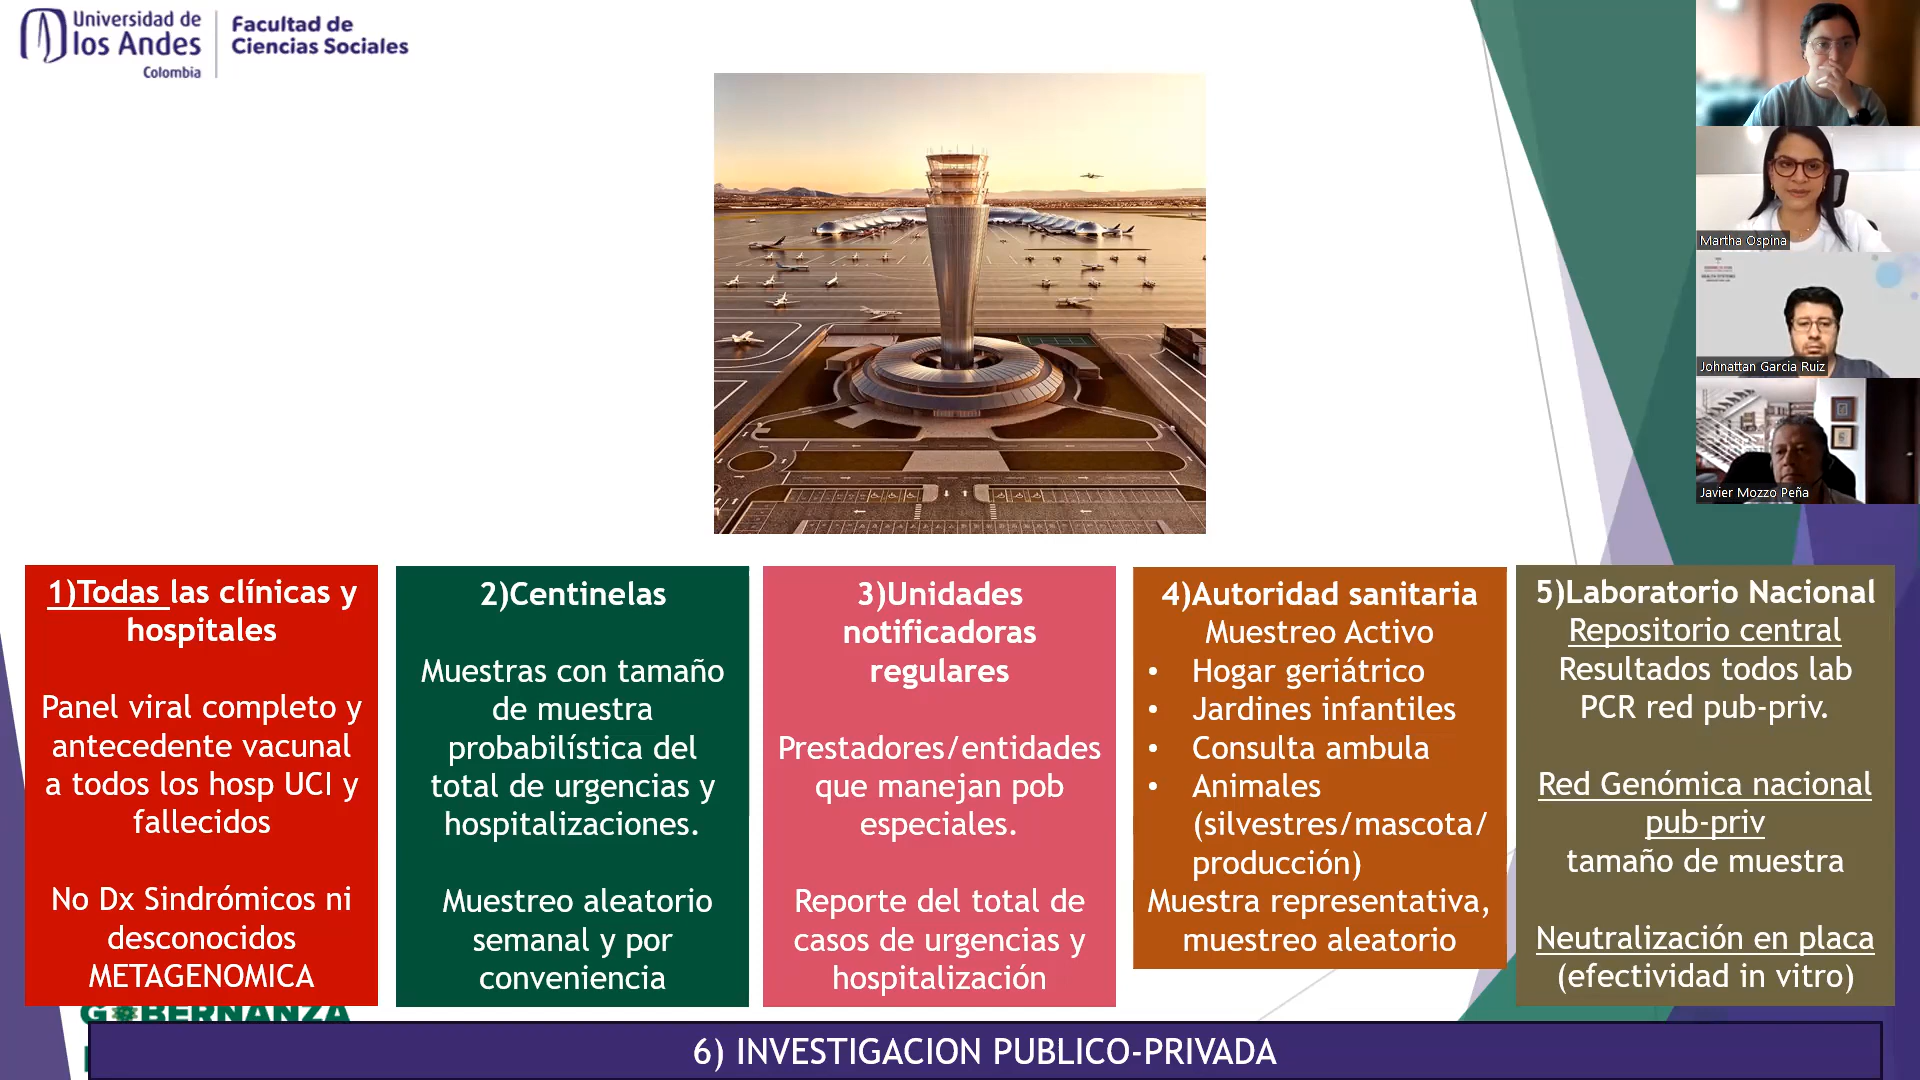 Universidad de
los Andes
Colombia
Facultad de
Ciencias Sociales
Martha Ospina
Johnattan Garcia Ruiz
Javier Mozzo Peña
1)Todas las clínicas y
hospitales
Panel viral completo y
antecedente vacunal
a todos los hosp UCI y
fallecidos
No Dx Sindrómicos ni
desconocidos
METAGENOMICA
2)Centinelas
Muestras con tamaño
de muestra
probabilística del
total de urgencias y
hospitalizaciones.
Muestreo aleatorio
semanal y por
conveniencia
3)Unidades
notificadoras
regulares
Prestadores/entidades
que manejan pob
especiales.
Reporte del total de
casos de urgencias y
hospitalización
4)Autoridad sanitaria
Muestreo Activo
• Hogar geriátrico
• Jardines infantiles
• Consulta ambula
• Animales
(silvestres/mascota/
producción)
Muestra representativa,
muestreo aleatorio
5)Laboratorio Nacional
Repositorio central
Resultados todos lab
PCR red pub-priv.
Red Genómica nacional
pub-priv
tamaño de muestra
Neutralización en placa
(efectividad in vitro)
GOBERNANZA
6) INVESTIGACION PUBLICO-PRIVADA